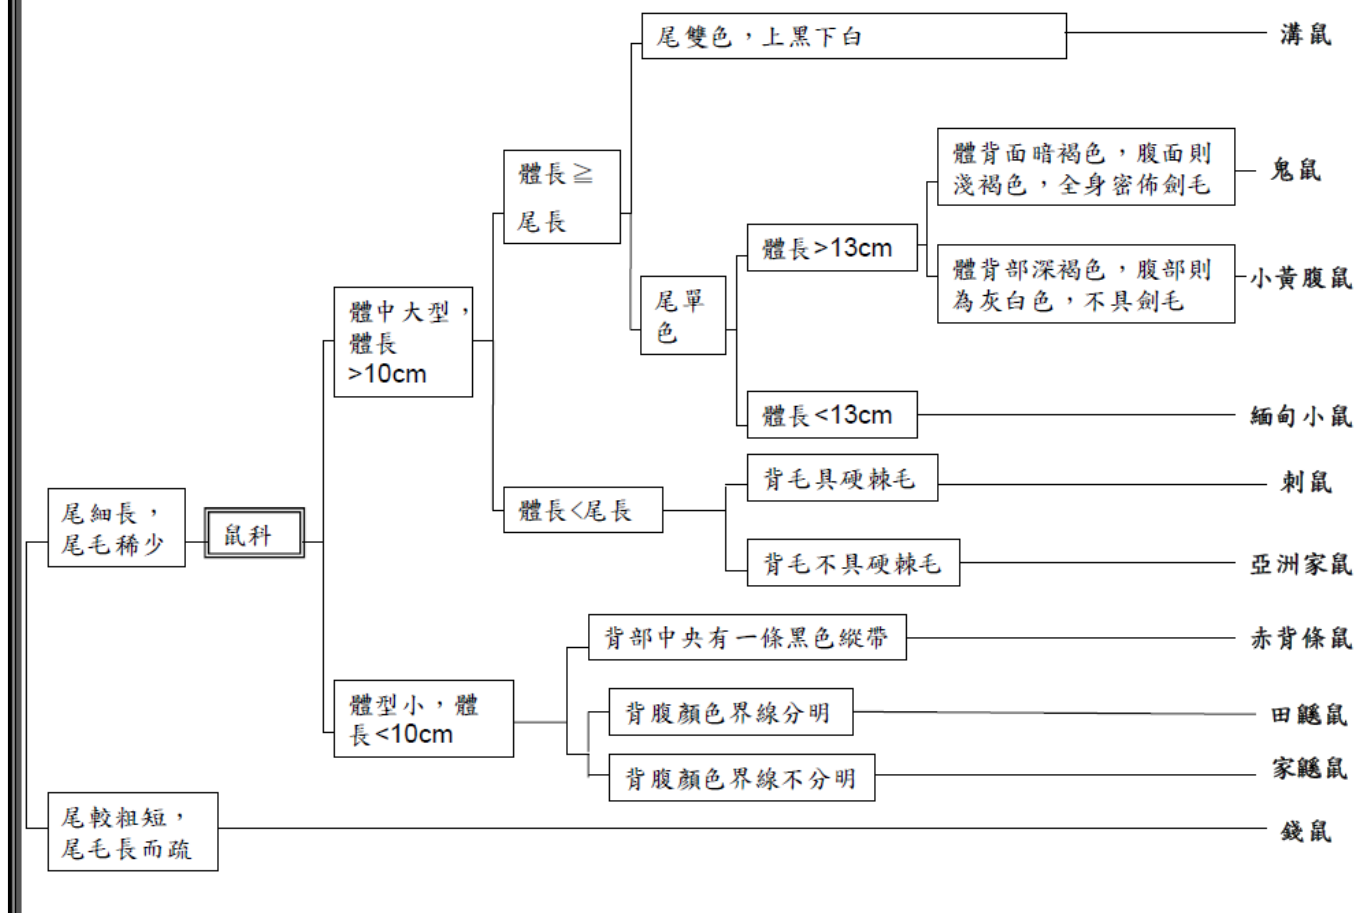 尾雙色，上黑下白
溝鼠
體背面暗褐色，腹面則
淺褐色，全身密佈劍毛
鬼鼠
體長≧
尾長
體長>13cm
體背部深褐色，腹部則
為灰白色，不具劍毛
小黃腹鼠
尾單
色
體中大型，
體長
>10cm
體長<13cm
緬甸小鼠
背毛具硬棘毛
刺鼠
體長<尾長
尾細長，
尾毛稀少
鼠科
背毛不具硬棘毛
亞洲家鼠
背部中央有一條黑色縱帶
赤背條鼠
體型小，體
長<10cm
背腹顏色界線分明
田鼷鼠
背腹顏色界線不分明
家鼷鼠
尾較粗短，
尾毛長而疏
錢鼠